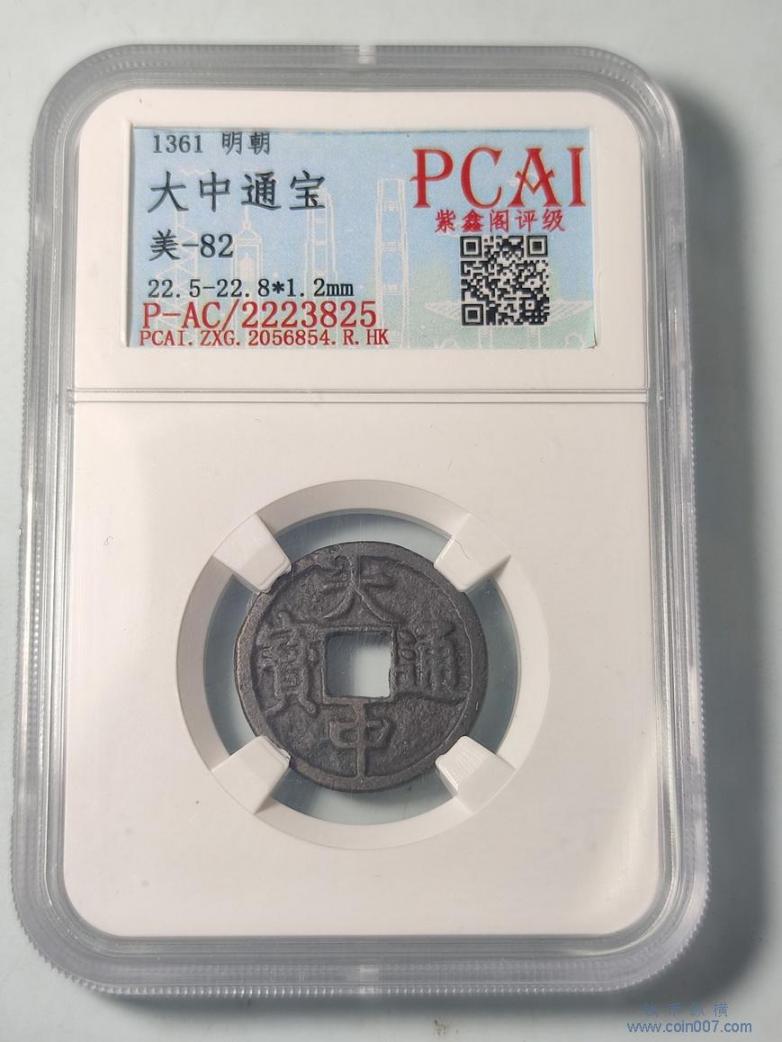 1361 明朝
大中通宝
美-82
22.5-22.8*1.2mm
P-AC/2223825
PCAI.ZXG.2056854.R.HK
PCAI
紫鑫阁评级
大
寳 通
中
www.coin007.com